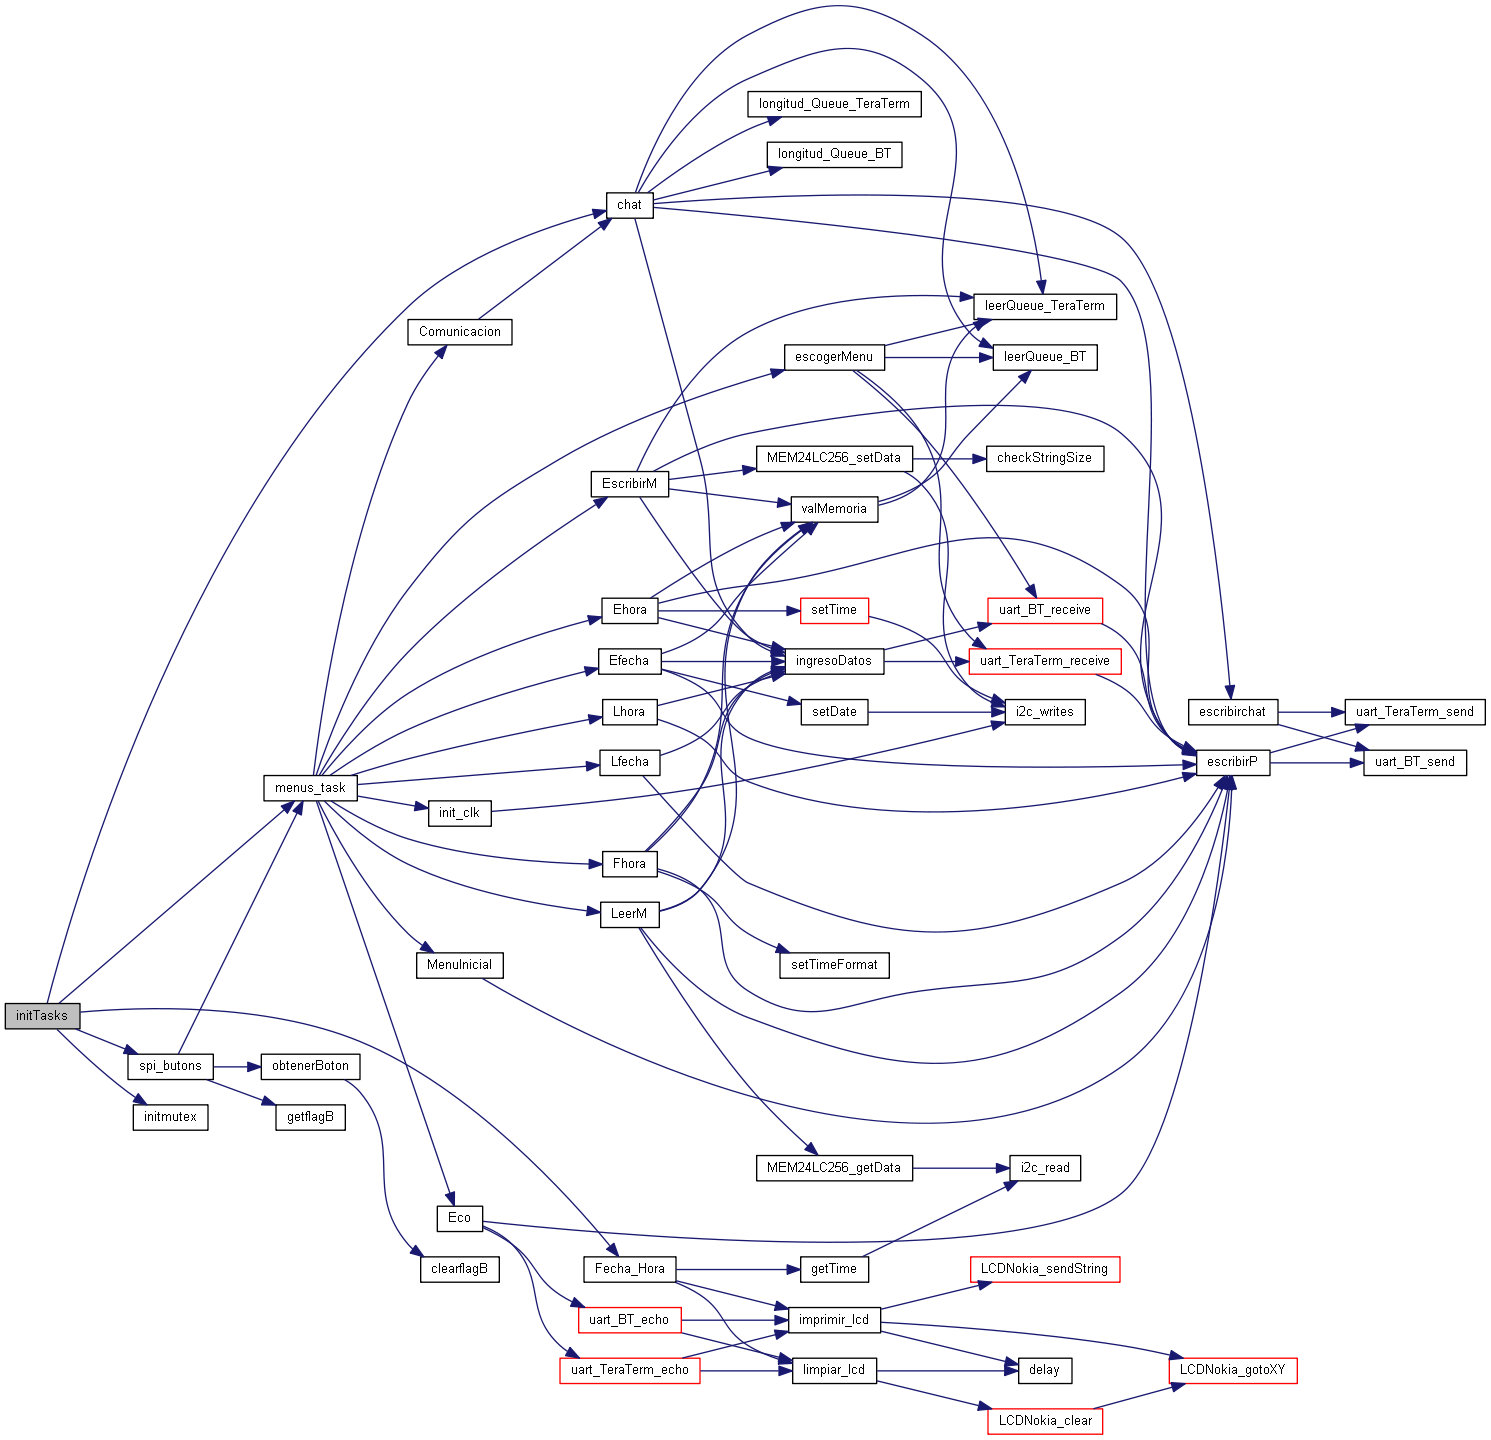 longitud_Queue_TeraTerm
longitud_Queue_BT
chat
leerQueue_TeraTerm
Comunicacion
escogerMenu
leerQueue_BT
MEM24LC256_setData
checkStringSize
EscribirM
valMemoria
Ehora
setTime
uart_BT_receive
Efecha
ingresoDatos
uart_TeraTerm_receive
Lhora
setDate
i2c_writes
escribirchat
uart_TeraTerm_send
Lfecha
escribirP
uart_BT_send
menus_task
init_clk
Fhora
LeerM
MenuInicial
setTimeFormat
initTasks
spi_butons
obtenerBoton
initmutex
getflagB
MEM24LC256_getData
i2c_read
Eco
clearflagB
Fecha_Hora
getTime
LCDNokia_sendString
uart_BT_echo
imprimir_lcd
uart_TeraTerm_echo
limpiar_lcd
delay
LCDNokia_gotoXY
LCDNokia_clear